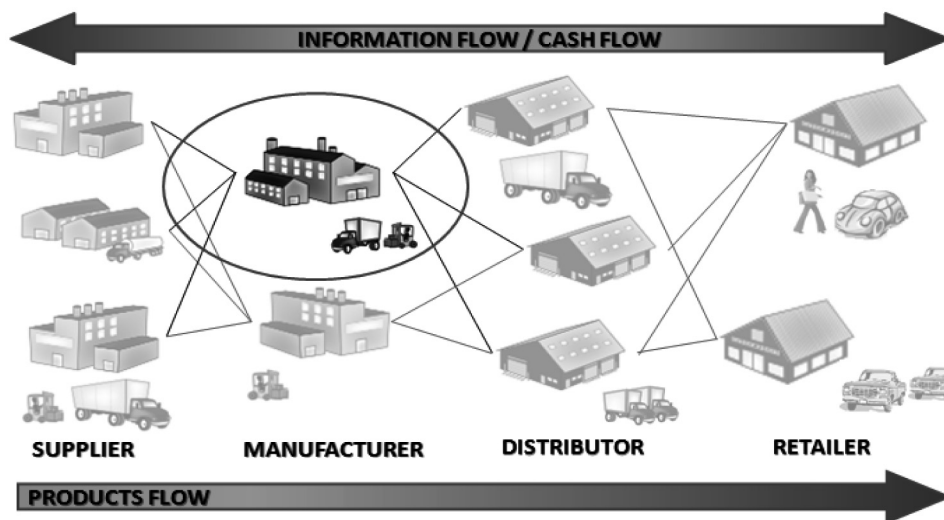 INFORMATION FLOW / CASH FLOW
SUPPLIER
MANUFACTURER
DISTRIBUTOR
RETAILER
PRODUCTS FLOW